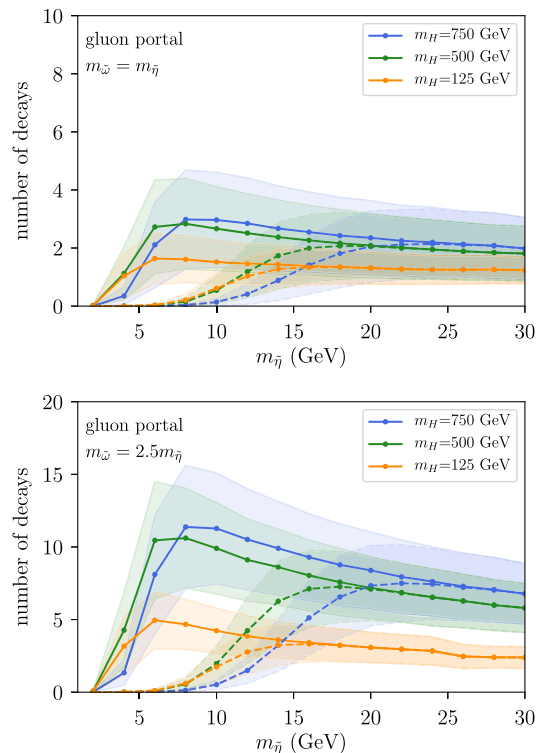 10
8
6
4
2
0
number of decays
gluon portal
m_ω̃ = m_η̃
m_H=750 GeV
m_H=500 GeV
m_H=125 GeV
5 10 15 20 25 30
m_η̃ (GeV)
20
15
10
5
0
number of decays
gluon portal
m_ω̃ = 2.5m_η̃
m_H=750 GeV
m_H=500 GeV
m_H=125 GeV
5 10 15 20 25 30
m_η̃ (GeV)